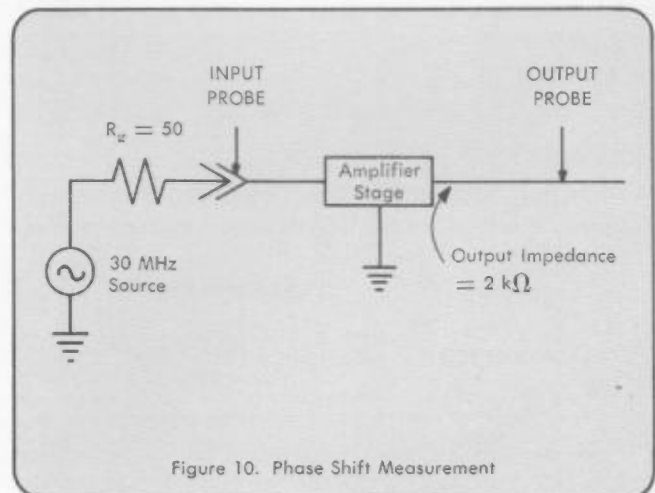 INPUT
PROBE
OUTPUT
PROBE
R = 50
Amplifier
Stage
30 MHz
Source
Output Impedance
= 2 kΩ
Figure 10. Phase Shift Measurement